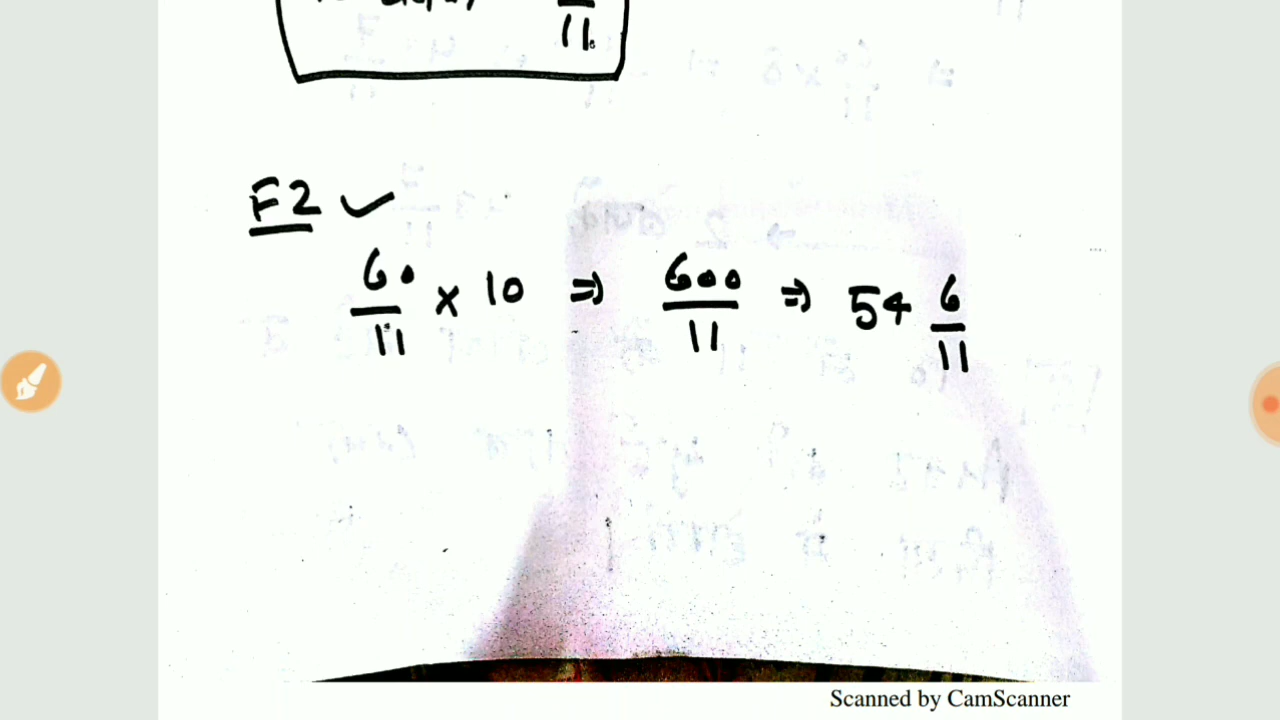 11.
F2 ✓
60/11 x 10 ⇒ 600/11 ⇒ 54 6/11
Scanned by CamScanner